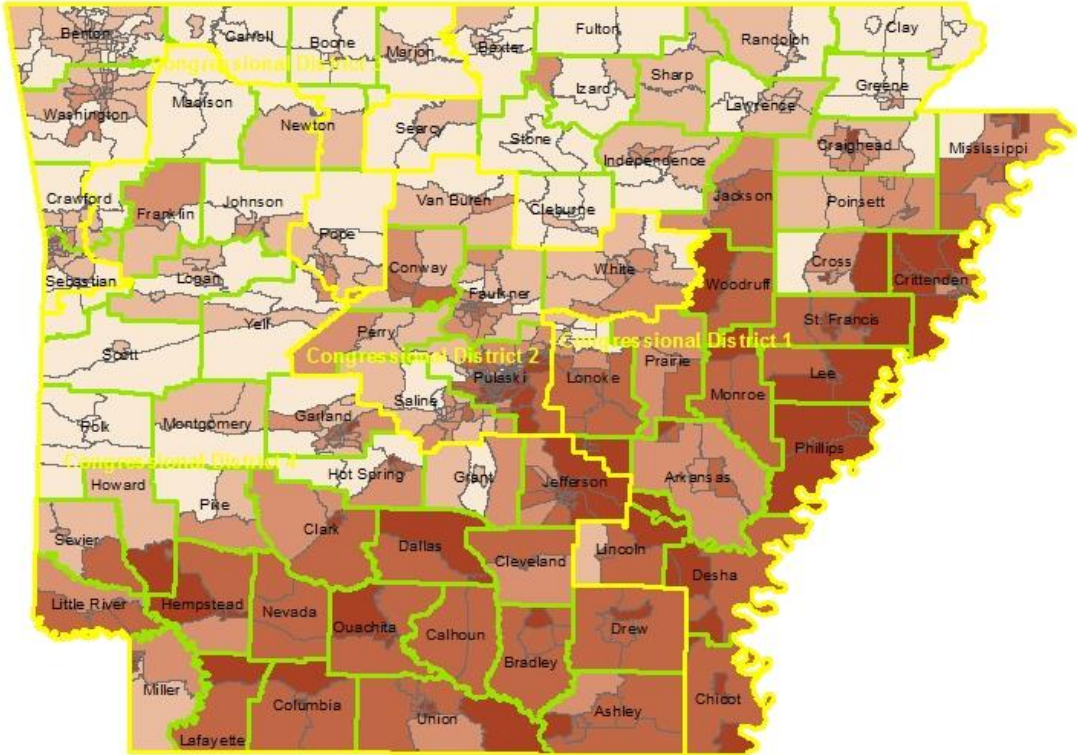 Benton
Carroll
Boone
Marion
Baxter
Fulton
Randolph
Clay
Congressional District 3
Sharp
Izard
Greene
Washington
Madison
Lawrence
Newton
Searcy
Stone
Independence
Craighead
Mississippi
Crawford
Johnson
Franklin
Van Buren
Cleburne
Jackson
Poinsett
Pope
Conway
White
Cross
Crittenden
Sebastian
Logan
Faulkner
Woodruff
Yell
Perry
St. Francis
Scott
Congressional District 2
Congressional District 1
Pulaski
Lonoke
Prairie
Lee
Monroe
Saline
Garland
Polk
Montgomery
Phillips
Congressional District 4
Howard
Hot Spring
Grant
Jefferson
Arkansas
Pike
Clark
Sevier
Dallas
Cleveland
Lincoln
Desha
Little River
Hempstead
Nevada
Ouachita
Calhoun
Drew
Bradley
Miller
Columbia
Union
Ashley
Chicot
Lafayette